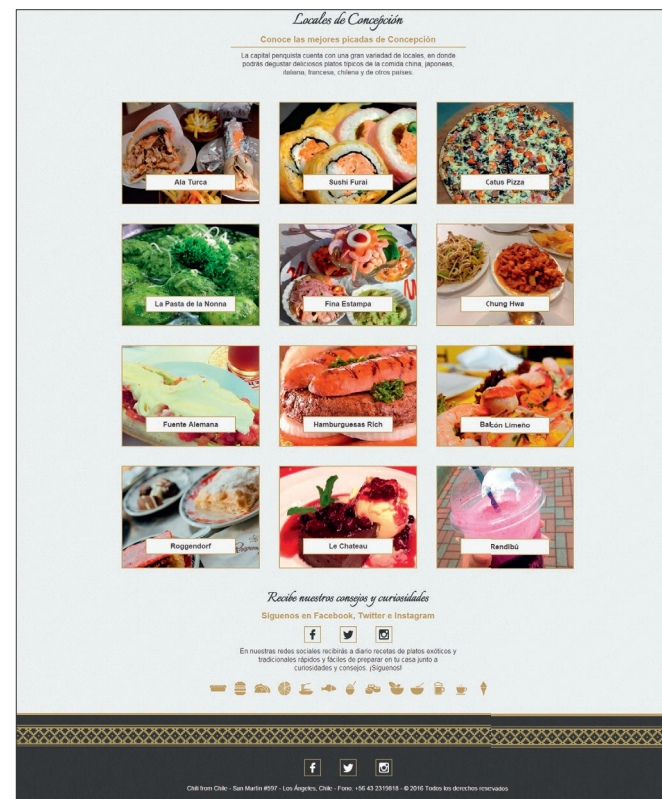 Locales de Concepción
Conoce las mejores picadas de Concepción
La capital penquista cuenta con una gran variedad de locales, en donde
podrás degustar deliciosos platos típicos de la comida china, japonesa,
italiana, francesa, chilena y de otros países.
Ala Turca
Sushi Furai
Catus Pizza
La Pasta de la Nonna
Fina Estampa
Chung Hwa
Fuente Alemana
Hamburguesas Rich
Balcón Limeño
Roggendorf
Le Chateau
Rendibú
Recibe nuestros consejos y curiosidades
Síguenos en Facebook, Twitter e Instagram
En nuestras redes sociales recibirás a diario recetas de platos exóticos y
tradicionales rápidos y fáciles de preparar en tu casa junto a
curiosidades y consejos. ¡Síguenos!
Chili from Chile - San Martín #597 - Los Ángeles, Chile - Fono. +56 43 2319818 - © 2016 Todos los derechos reservados